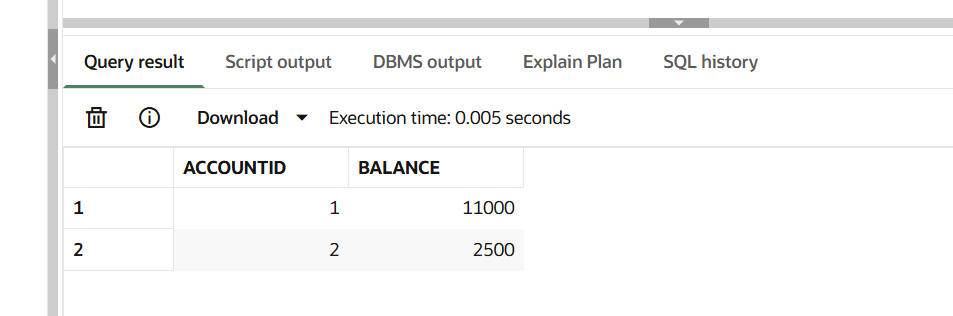 Query result Script output DBMS output Explain Plan SQL history
Download Execution time: 0.005 seconds
ACCOUNTID BALANCE
1 1 11000
2 2 2500